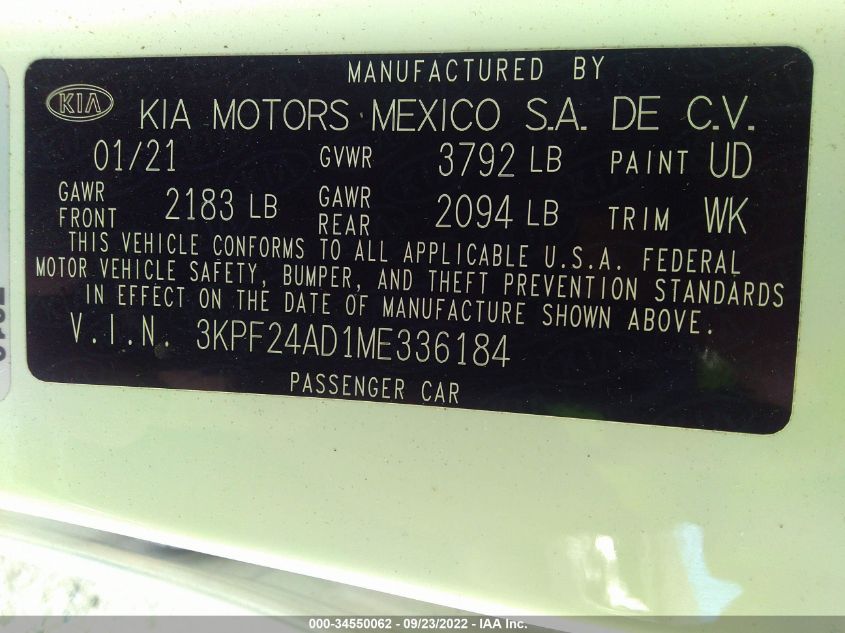 MANUFACTURED BY
KIA
KIA MOTORS MEXICO S.A. DE C.V.
01/21 GVWR 3792 LB PAINT UD
GAWR FRONT 2183 LB GAWR REAR 2094 LB TRIM WK
THIS VEHICLE CONFORMS TO ALL APPLICABLE U.S.A. FEDERAL
MOTOR VEHICLE SAFETY, BUMPER, AND THEFT PREVENTION STANDARDS
IN EFFECT ON THE DATE OF MANUFACTURE SHOWN ABOVE.
V.I.N. 3KPF24AD1ME336184
PASSENGER CAR
000-34550062 - 09/23/2022 - IAA Inc.